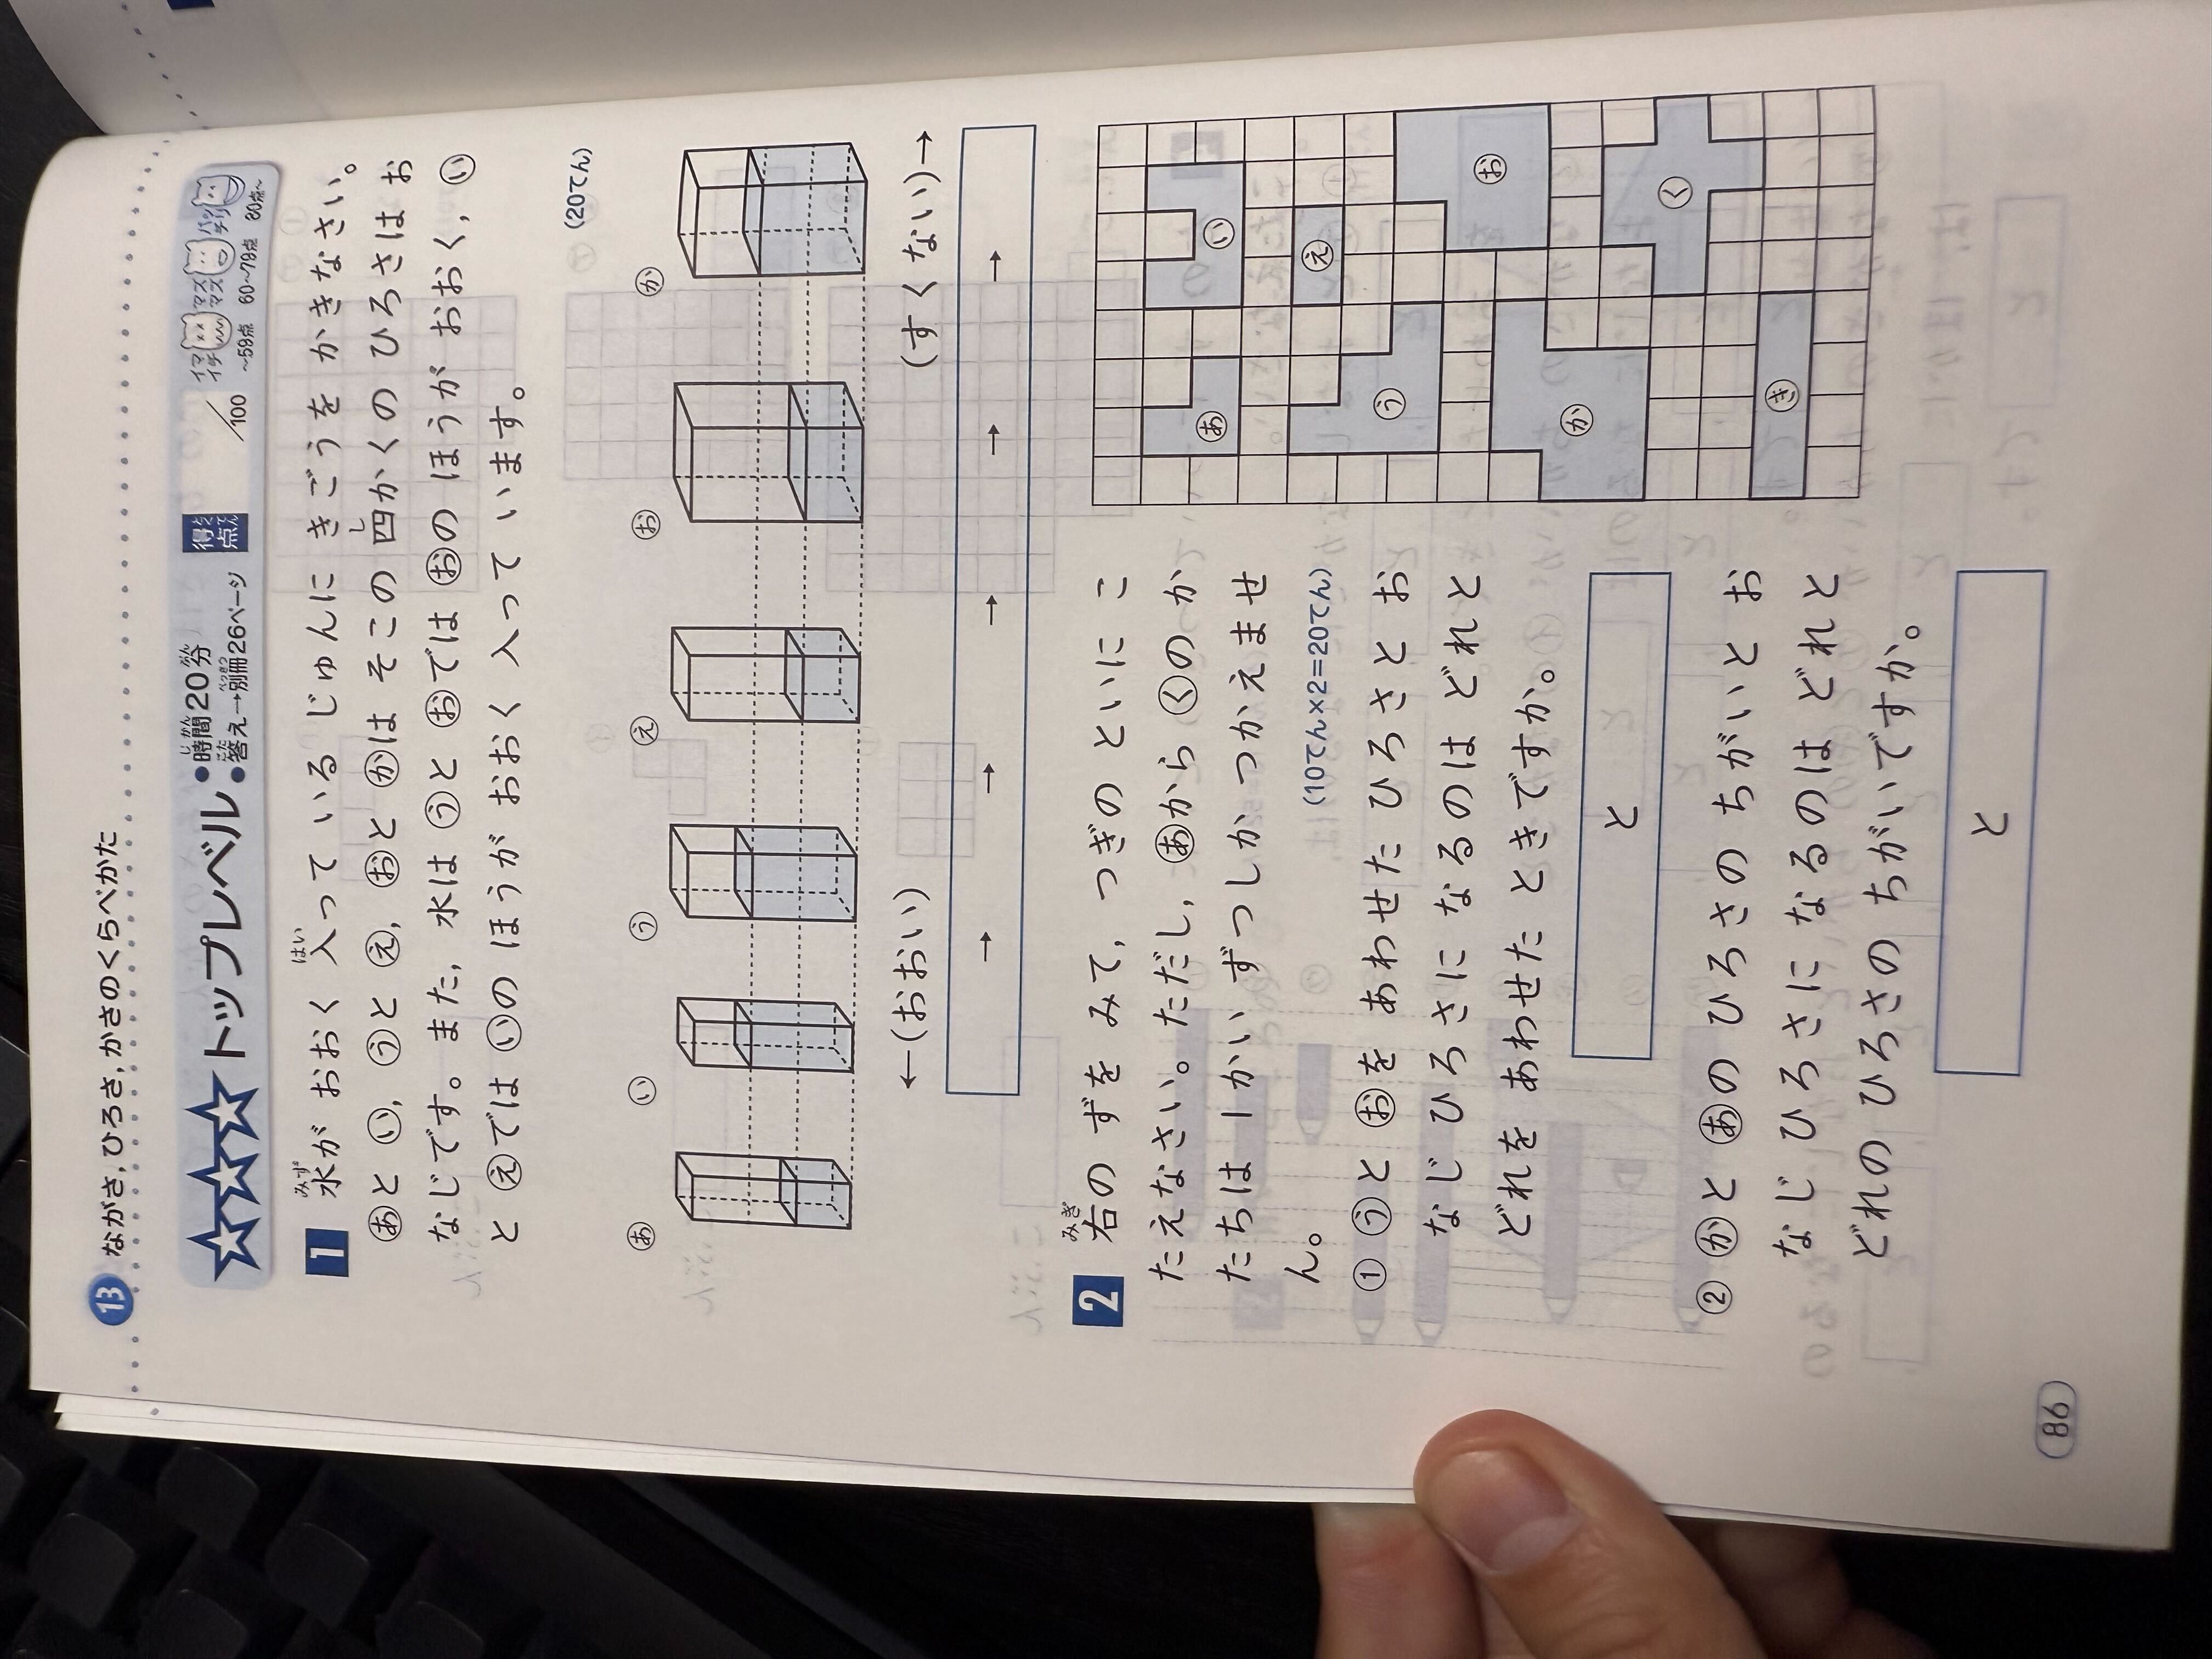 13 ながさ，ひろさ，かさのくらべかた
トップレベル
●時間20分
●答え→別冊26ページ
得点
/100
イマイチ マズマズ バッチリ
～59点 60～79点 80点～
1 水が おおく 入って いる じゅんに きごうを かきなさい。
あと い，うと え，おと かは そこの 四かくの ひろさは お
なじです。また，水は うと おでは おの ほうが おおく，い
と えでは いの ほうが おおく 入って います。
(20てん)
あ い う え お か
←(おおい) (すくない)→
→ → → → →
2 右の ずを みて，つぎの といに こ
たえなさい。ただし，あから くの か
たちは 1かいずつしか つかえませ
ん。
(10てん×2=20てん)
① うと おを あわせた ひろさと お
なじ ひろさに なるのは どれと
どれを あわせた ときですか。
と
② かと あの ひろさの ちがいと お
なじ ひろさに なるのは どれと
どれの ひろさの ちがいですか。
と
あ い
う え
お
か
き く
86